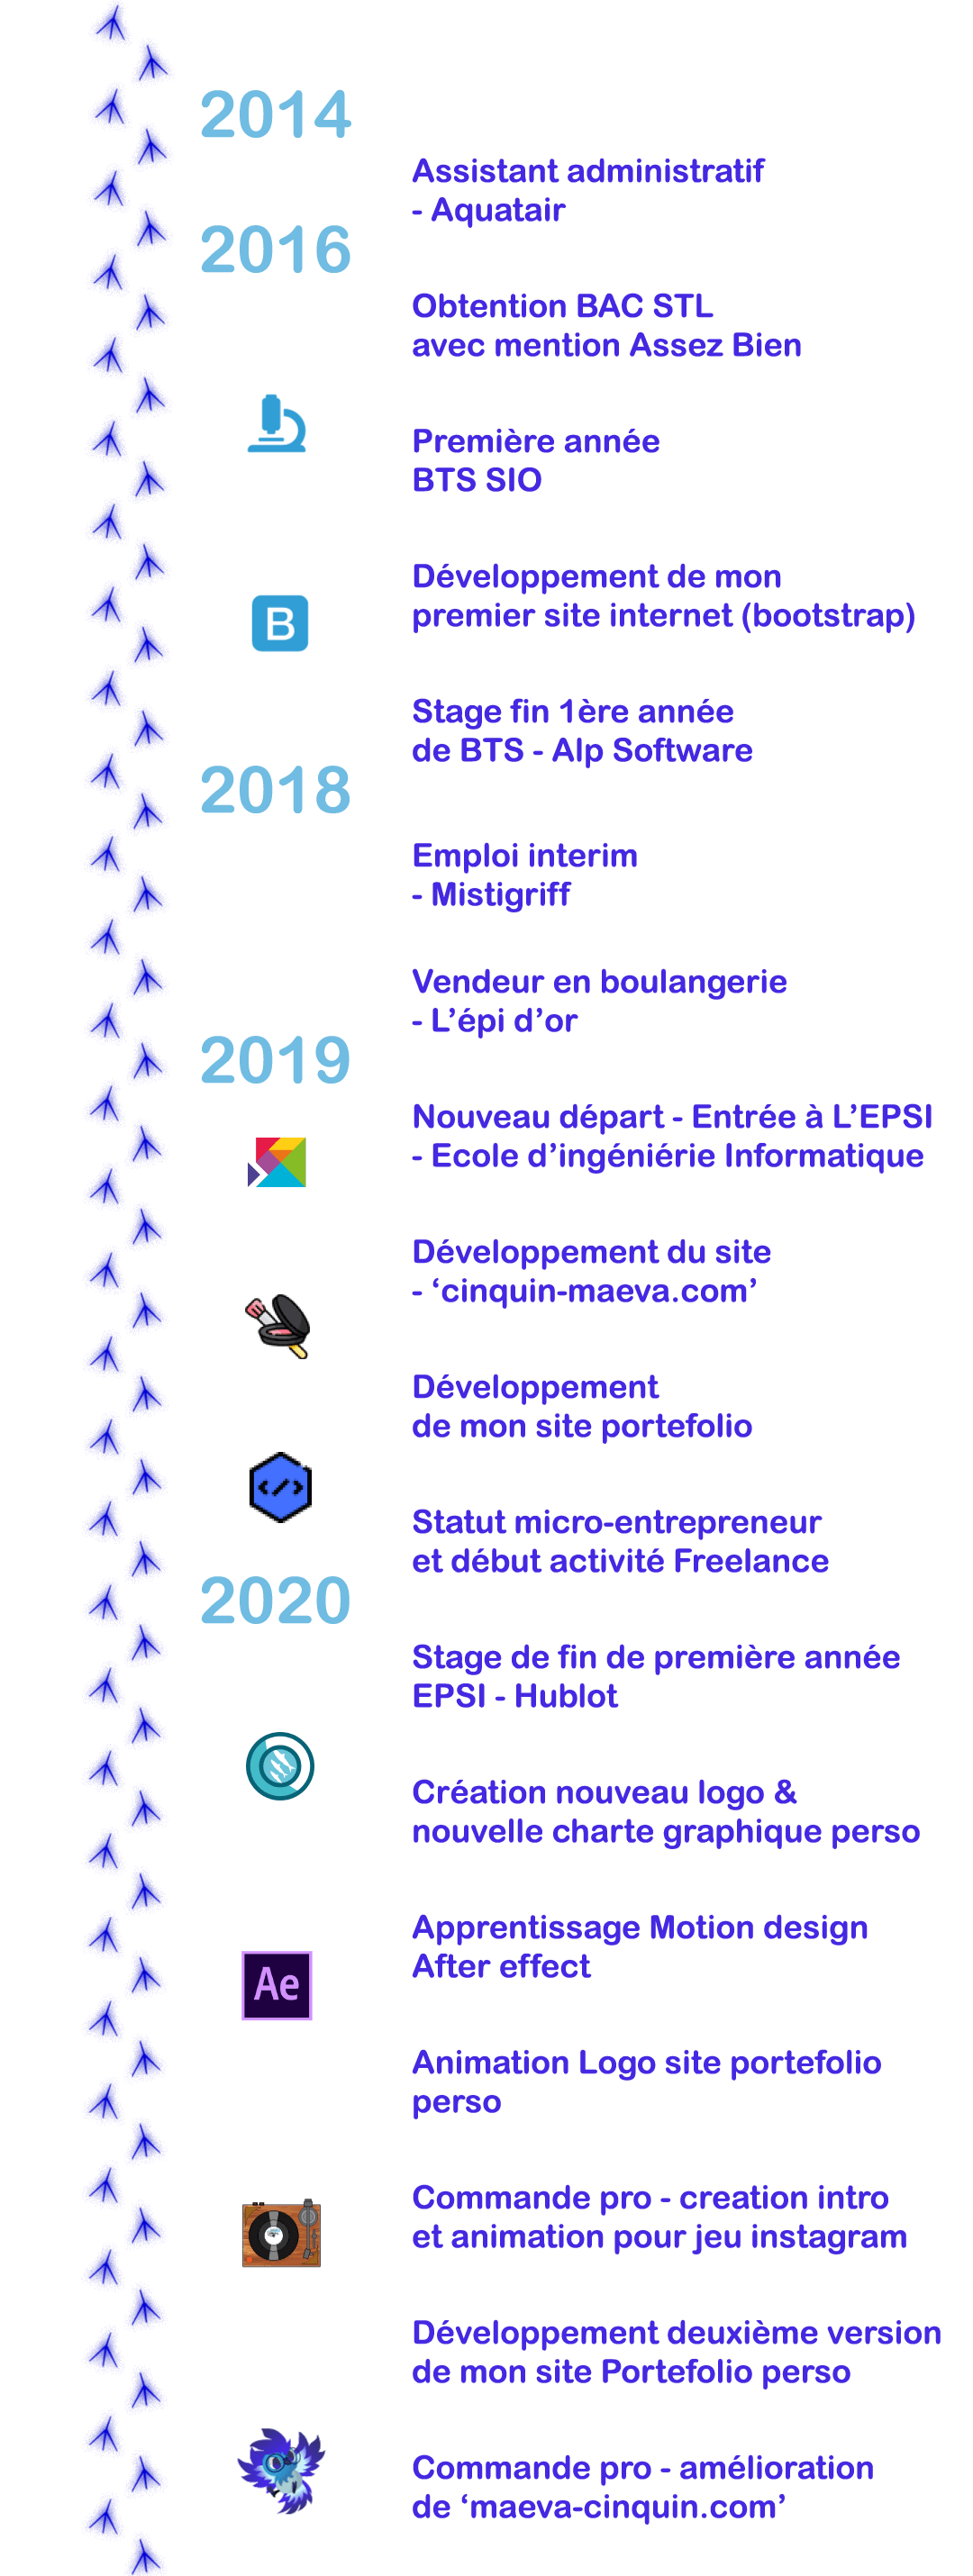 2014
Assistant administratif
- Aquatair
2016
Obtention BAC STL
avec mention Assez Bien
Première année
BTS SIO
Développement de mon
premier site internet (bootstrap)
B
Stage fin 1ère année
de BTS - Alp Software
2018
Emploi interim
- Mistigriff
Vendeur en boulangerie
- L’épi d’or
2019
Nouveau départ - Entrée à L’EPSI
- Ecole d’ingéniérie Informatique
Développement du site
- ‘cinquin-maeva.com’
Développement
de mon site portefolio
</>
Statut micro-entrepreneur
et début activité Freelance
2020
Stage de fin de première année
EPSI - Hublot
Création nouveau logo &
nouvelle charte graphique perso
Apprentissage Motion design
After effect
Ae
Animation Logo site portefolio
perso
Commande pro - creation intro
et animation pour jeu instagram
Développement deuxième version
de mon site Portefolio perso
Commande pro - amélioration
de ‘maeva-cinquin.com’